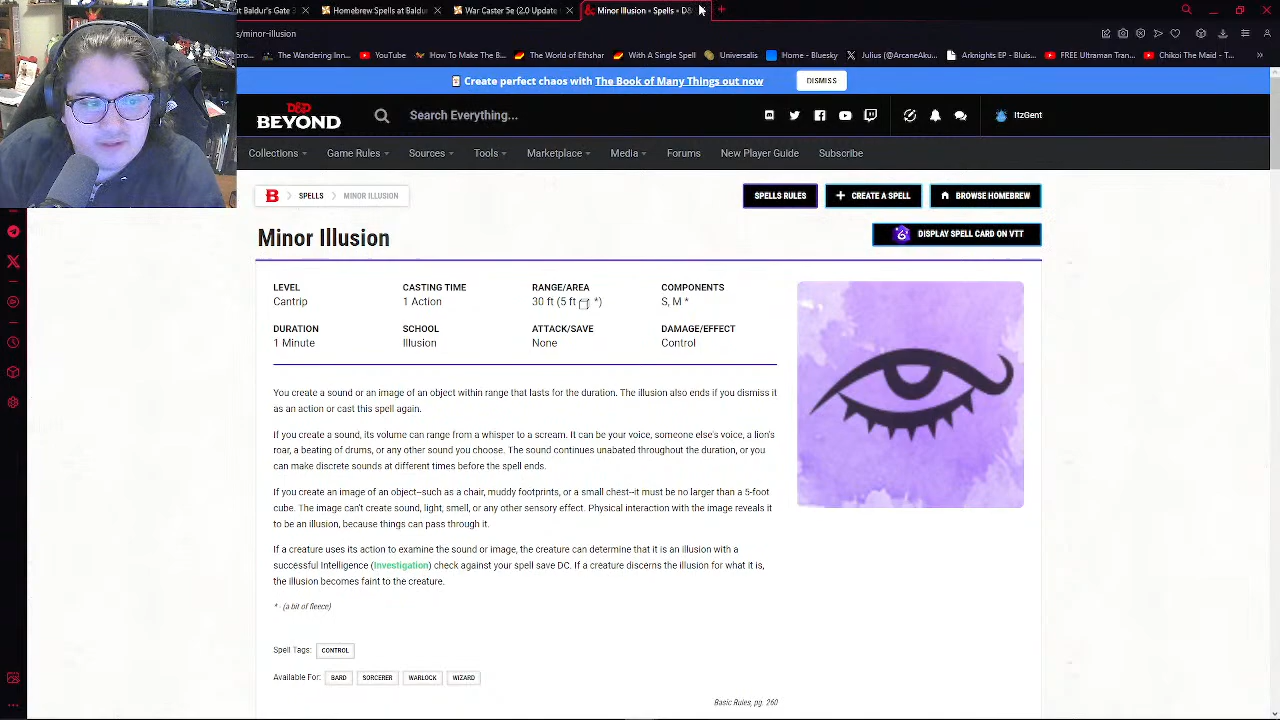 at Baldur's Gate 3
Homebrew Spells at Baldur
War Caster 5e (2.0 Update
Minor Illusion • Spells • D&
s/minor-illusion
The Wandering Inn
YouTube
How To Make The B...
The World of Ethshar
With A Single Spell
Universalis
Home - Bluesky
Julius (@ArcaneAku...
Arknights EP - Bluis...
FREE Ultraman Tran...
Chikoi The Maid - T...
Create perfect chaos with The Book of Many Things out now
DISMISS
D&D BEYOND
Search Everything...
ItzGent
Collections
Game Rules
Sources
Tools
Marketplace
Media
Forums
New Player Guide
Subscribe
B
SPELLS
MINOR ILLUSION
SPELLS RULES
+ CREATE A SPELL
BROWSE HOMEBREW
Minor Illusion
DISPLAY SPELL CARD ON VTT
LEVEL
Cantrip
CASTING TIME
1 Action
RANGE/AREA
30 ft (5 ft *)
COMPONENTS
S, M *
DURATION
1 Minute
SCHOOL
Illusion
ATTACK/SAVE
None
DAMAGE/EFFECT
Control
You create a sound or an image of an object within range that lasts for the duration. The illusion also ends if you dismiss it
as an action or cast this spell again.
If you create a sound, its volume can range from a whisper to a scream. It can be your voice, someone else's voice, a lion's
roar, a beating of drums, or any other sound you choose. The sound continues unabated throughout the duration, or you
can make discrete sounds at different times before the spell ends.
If you create an image of an object–such as a chair, muddy footprints, or a small chest–it must be no larger than a 5-foot
cube. The image can't create sound, light, smell, or any other sensory effect. Physical interaction with the image reveals it
to be an illusion, because things can pass through it.
If a creature uses its action to examine the sound or image, the creature can determine that it is an illusion with a
successful Intelligence (Investigation) check against your spell save DC. If a creature discerns the illusion for what it is,
the illusion becomes faint to the creature.
* - (a bit of fleece)
Spell Tags: CONTROL
Available For: BARD SORCERER WARLOCK WIZARD
Basic Rules, pg. 260